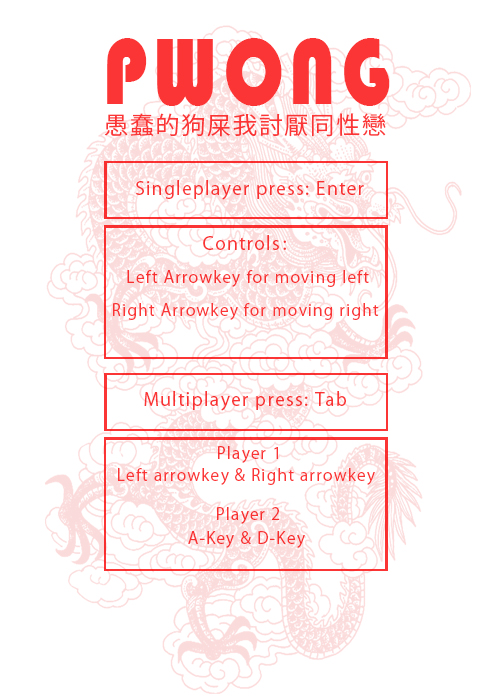 PWONG
愚蠢的狗屎我討厭同性戀
Singleplayer press: Enter
Controls:
Left Arrowkey for moving left
Right Arrowkey for moving right
Multiplayer press: Tab
Player 1
Left arrowkey & Right arrowkey
Player 2
A-Key & D-Key